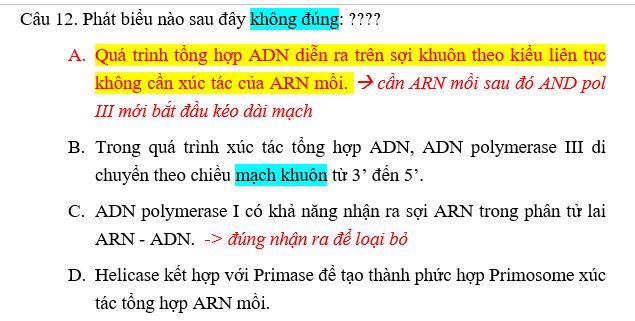 Câu 12. Phát biểu nào sau đây không đúng: ????
A. Quá trình tổng hợp ADN diễn ra trên sợi khuôn theo kiểu liên tục
không cần xúc tác của ARN mồi. → cần ARN mồi sau đó AND pol
III mới bắt đầu kéo dài mạch
B. Trong quá trình xúc tác tổng hợp ADN, ADN polymerase III di
chuyển theo chiều mạch khuôn từ 3’ đến 5’.
C. ADN polymerase I có khả năng nhận ra sợi ARN trong phân tử lai
ARN - ADN. -> đúng nhận ra để loại bỏ
D. Helicase kết hợp với Primase để tạo thành phức hợp Primosome xúc
tác tổng hợp ARN mồi.